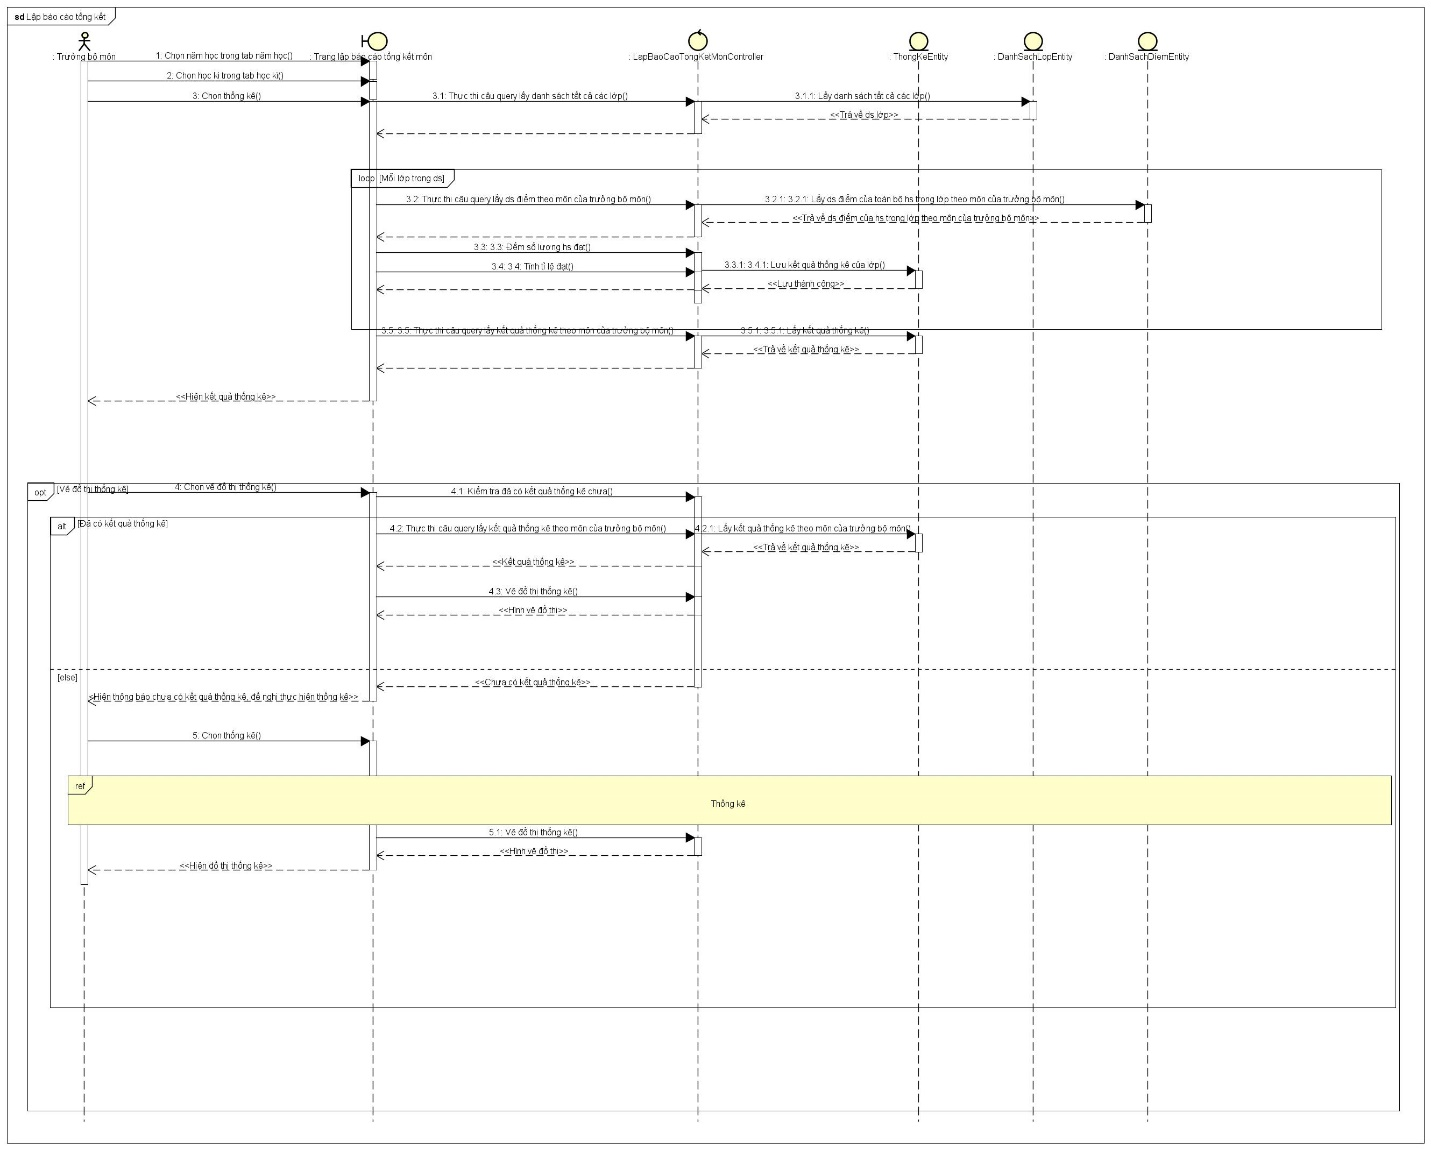 sd Lập báo cáo tổng kết
: Trưởng bộ môn
: Trang lập báo cáo tổng kết môn
: LapBaoCaoTongKetMonController
: ThongKeEntity
: DanhSachLopEntity
: DanhSachDiemEntity
1: Chọn năm học trong tab năm học()
2: Chọn học kì trong tab học kì()
3: Chọn thống kê()
3.1: Thực thi câu query lấy danh sách tất cả các lớp()
3.1.1: Lấy danh sách tất cả các lớp()
<<Trả về ds lớp>>
loop [Mỗi lớp trong ds]
3.2: Thực thi câu query lấy ds điểm theo môn của trưởng bộ môn()
3.2.1: 3.2.1: Lấy ds điểm của toàn bộ hs trong lớp theo môn của trưởng bộ môn()
<<Trả về ds điểm của hs trong lớp theo môn của trưởng bộ môn>>
3.3: 3.3: Đếm số lượng hs đạt()
3.4: 3.4: Tính tỉ lệ đạt()
3.3.1: 3.4.1: Lưu kết quả thống kê của lớp()
<<Lưu thành công>>
3.5: 3.5: Thực thi câu query lấy kết quả thống kê theo môn của trưởng bộ môn()
3.5.1: 3.5.1: Lấy kết quả thống kê()
<<Trả về kết quả thống kê>>
<<Hiện kết quả thống kê>>
opt [Vẽ đồ thị thống kê]
4: Chọn vẽ đồ thị thống kê()
4.1: Kiểm tra đã có kết quả thống kê chưa()
alt [Đã có kết quả thống kê]
4.2: Thực thi câu query lấy kết quả thống kê theo môn của trưởng bộ môn()
4.2.1: Lấy kết quả thống kê theo môn của trưởng bộ môn()
<<Trả về kết quả thống kê>>
<<Kết quả thống kê>>
4.3: Vẽ đồ thị thống kê()
<<Hình vẽ đồ thị>>
[else]
<<Chưa có kết quả thống kê>>
<Hiện thông báo chưa có kết quả thống kê, đề nghị thực hiện thống kê>>
5: Chọn thống kê()
ref
Thống kê
5.1: Vẽ đồ thị thống kê()
<<Hình vẽ đồ thị>>
<<Hiện đồ thị thống kê>>